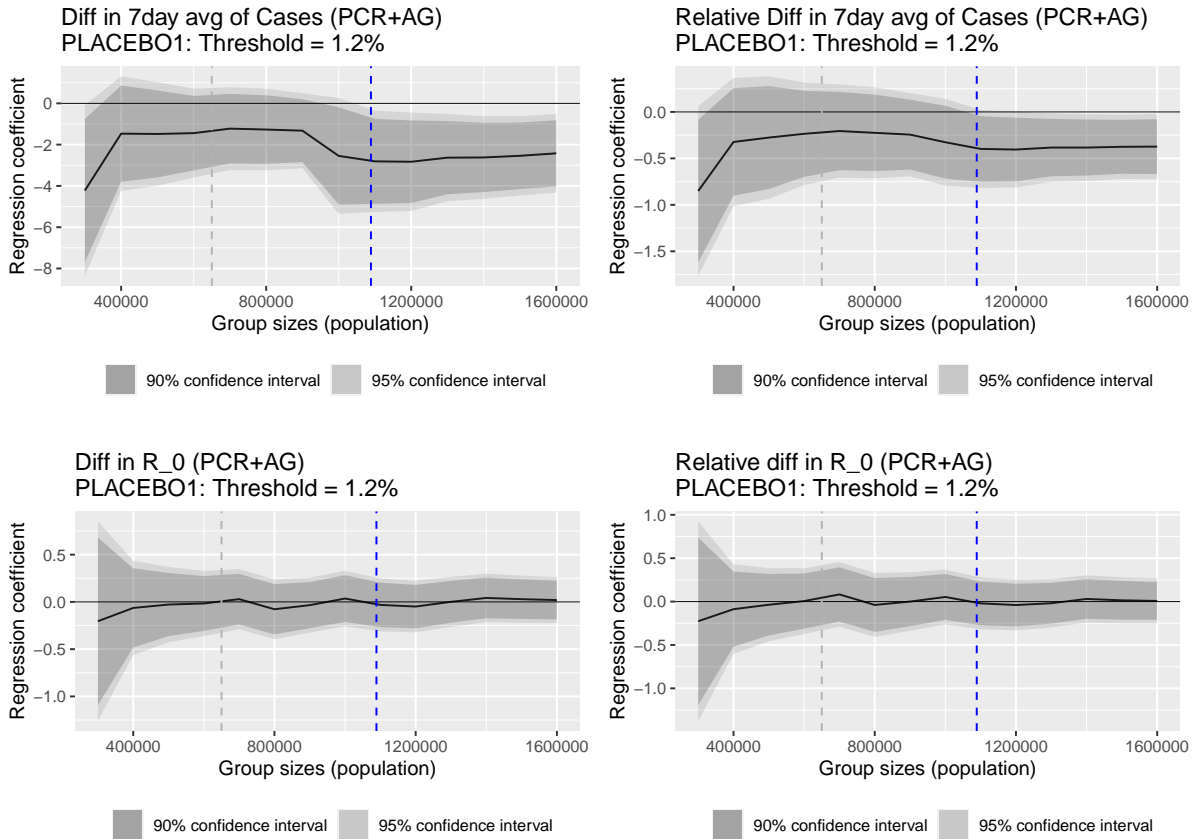 Diff in 7day avg of Cases (PCR+AG)
PLACEBO1: Threshold = 1.2%
Regression coefficient
0
−2
−4
−6
−8
400000 800000 1200000 1600000
Group sizes (population)
90% confidence interval 95% confidence interval
Relative Diff in 7day avg of Cases (PCR+AG)
PLACEBO1: Threshold = 1.2%
Regression coefficient
0.0
−0.5
−1.0
−1.5
400000 800000 1200000 1600000
Group sizes (population)
90% confidence interval 95% confidence interval
Diff in R_0 (PCR+AG)
PLACEBO1: Threshold = 1.2%
Regression coefficient
0.5
0.0
−0.5
−1.0
400000 800000 1200000 1600000
Group sizes (population)
90% confidence interval 95% confidence interval
Relative diff in R_0 (PCR+AG)
PLACEBO1: Threshold = 1.2%
Regression coefficient
1.0
0.5
0.0
−0.5
−1.0
400000 800000 1200000 1600000
Group sizes (population)
90% confidence interval 95% confidence interval